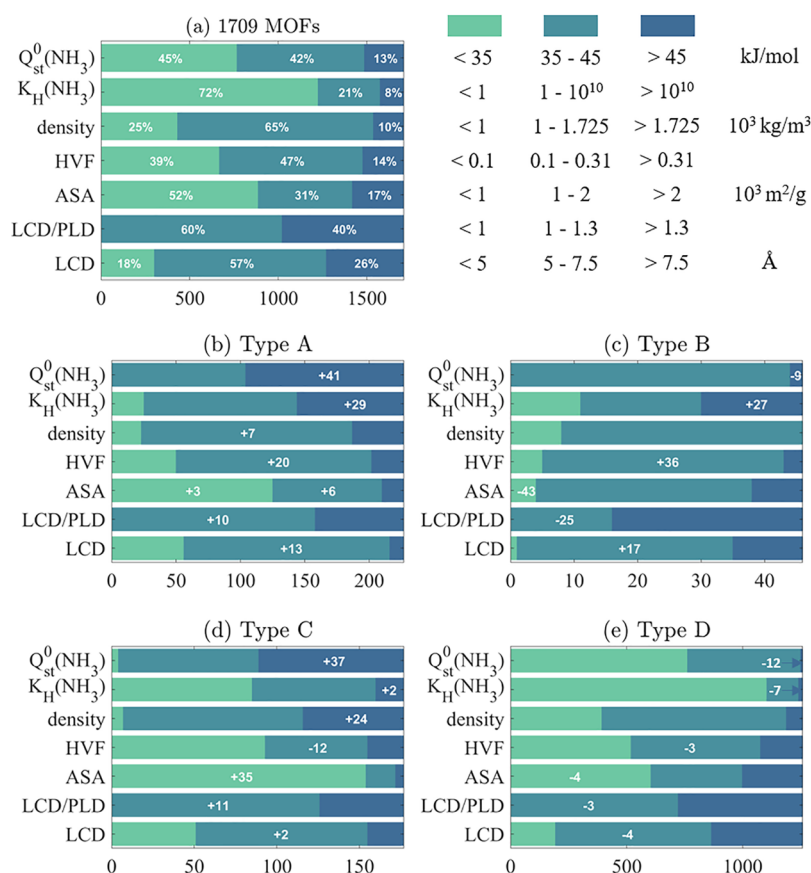 (a) 1709 MOFs
Q⁰st(NH₃) 45% 42% 13%
K_H(NH₃) 72% 21% 8%
density 25% 65% 10%
HVF 39% 47% 14%
ASA 52% 31% 17%
LCD/PLD 60% 40%
LCD 18% 57% 26%
0 500 1000 1500
< 35 35 - 45 > 45 kJ/mol
< 1 1 - 10¹⁰ > 10¹⁰
< 1 1 - 1.725 > 1.725 10³ kg/m³
< 0.1 0.1 - 0.31 > 0.31
< 1 1 - 2 > 2 10³ m²/g
< 1 1 - 1.3 > 1.3
< 5 5 - 7.5 > 7.5 Å
(b) Type A
Q⁰st(NH₃) +41
K_H(NH₃) +29
density +7
HVF +20
ASA +3 +6
LCD/PLD +10
LCD +13
0 50 100 150 200
(c) Type B
Q⁰st(NH₃) -9
K_H(NH₃) +27
density
HVF +36
ASA -43
LCD/PLD -25
LCD +17
0 10 20 30 40
(d) Type C
Q⁰st(NH₃) +37
K_H(NH₃) +2
density +24
HVF -12
ASA +35
LCD/PLD +11
LCD +2
0 50 100 150
(e) Type D
Q⁰st(NH₃) -12
K_H(NH₃) -7
density
HVF -3
ASA -4
LCD/PLD -3
LCD -4
0 500 1000